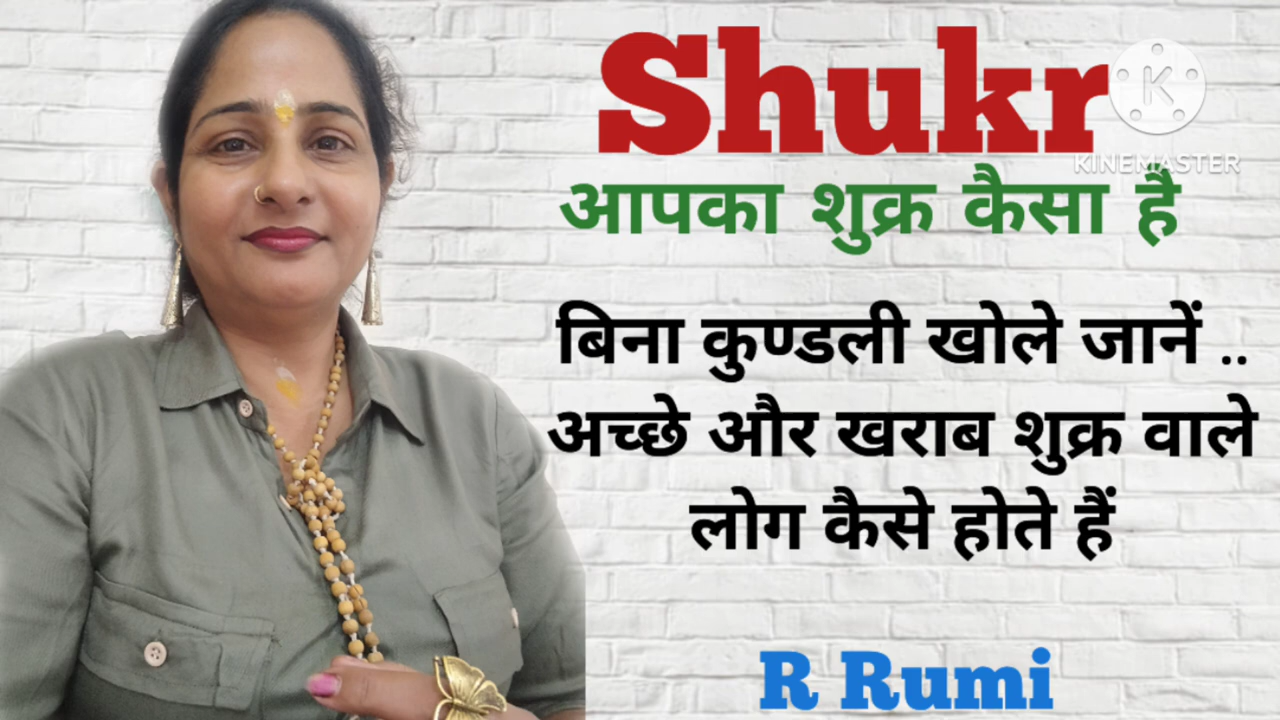 Shukr
K
KINEMASTER
आपका शुक्र कैसा है
बिना कुण्डली खोले जानें ..
अच्छे और खराब शुक्र वाले
लोग कैसे होते हैं
R Rumi